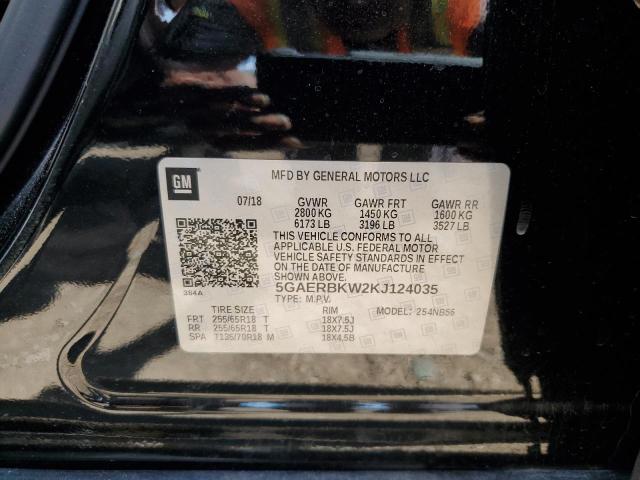 GM
MFD BY GENERAL MOTORS LLC
07/18 GVWR GAWR FRT GAWR RR
2800 KG 1450 KG 1600 KG
6173 LB 3196 LB 3527 LB
THIS VEHICLE CONFORMS TO ALL
APPLICABLE U.S. FEDERAL MOTOR
VEHICLE SAFETY STANDARDS IN EFFECT
ON THE DATE OF MANUFACTURE
SHOWN ABOVE.
384A
5GAERBKW2KJ124035
TYPE: M.P.V.
TIRE SIZE RIM MODEL: 254NB56
FRT 255/65R18 T 18X7.5J
RR 255/65R18 T 18X7.5J
SPA T135/70R18 M 18X4.5B